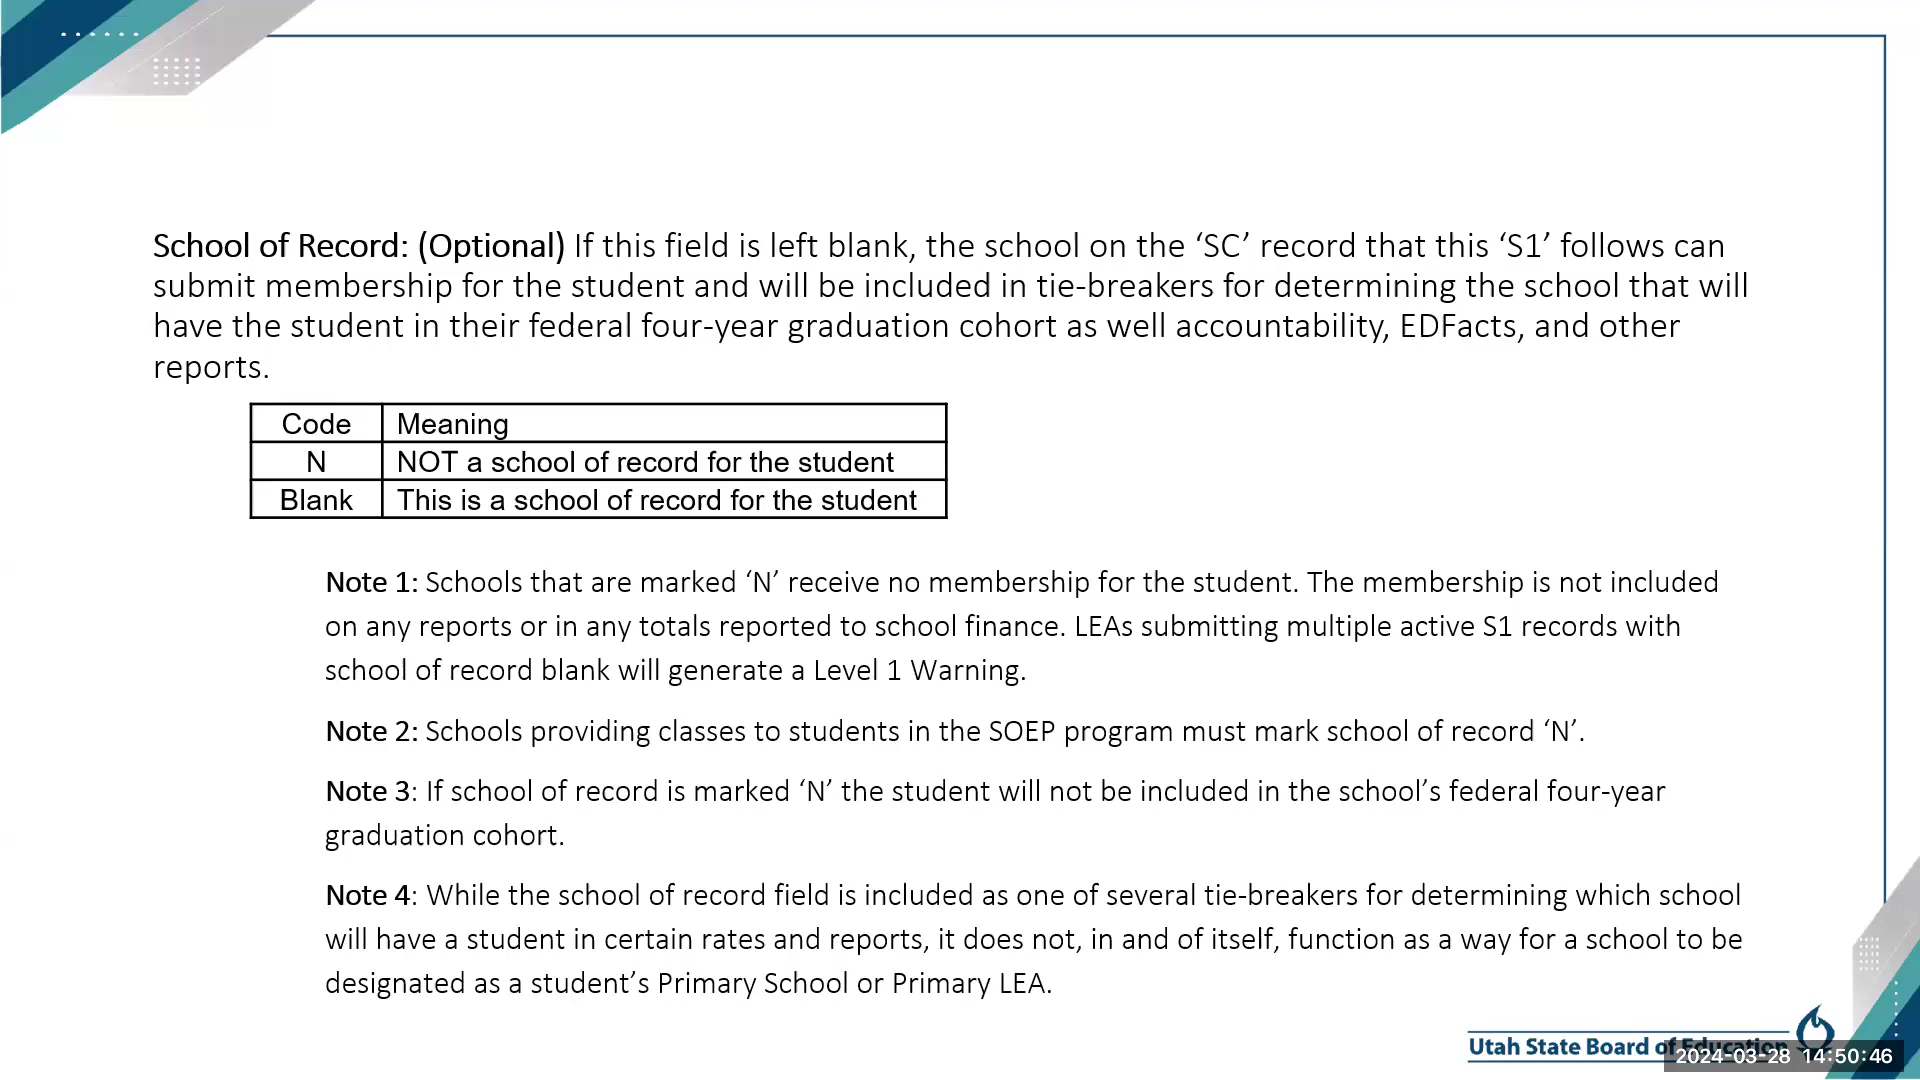 School of Record: (Optional) If this field is left blank, the school on the ‘SC’ record that this ‘S1’ follows can
submit membership for the student and will be included in tie-breakers for determining the school that will
have the student in their federal four-year graduation cohort as well accountability, EDFacts, and other
reports.
Code Meaning
N NOT a school of record for the student
Blank This is a school of record for the student
Note 1: Schools that are marked ‘N’ receive no membership for the student. The membership is not included
on any reports or in any totals reported to school finance. LEAs submitting multiple active S1 records with
school of record blank will generate a Level 1 Warning.
Note 2: Schools providing classes to students in the SOEP program must mark school of record ‘N’.
Note 3: If school of record is marked ‘N’ the student will not be included in the school’s federal four-year
graduation cohort.
Note 4: While the school of record field is included as one of several tie-breakers for determining which school
will have a student in certain rates and reports, it does not, in and of itself, function as a way for a school to be
designated as a student’s Primary School or Primary LEA.
Utah State Board of Education
2024-03-28 14:50:46